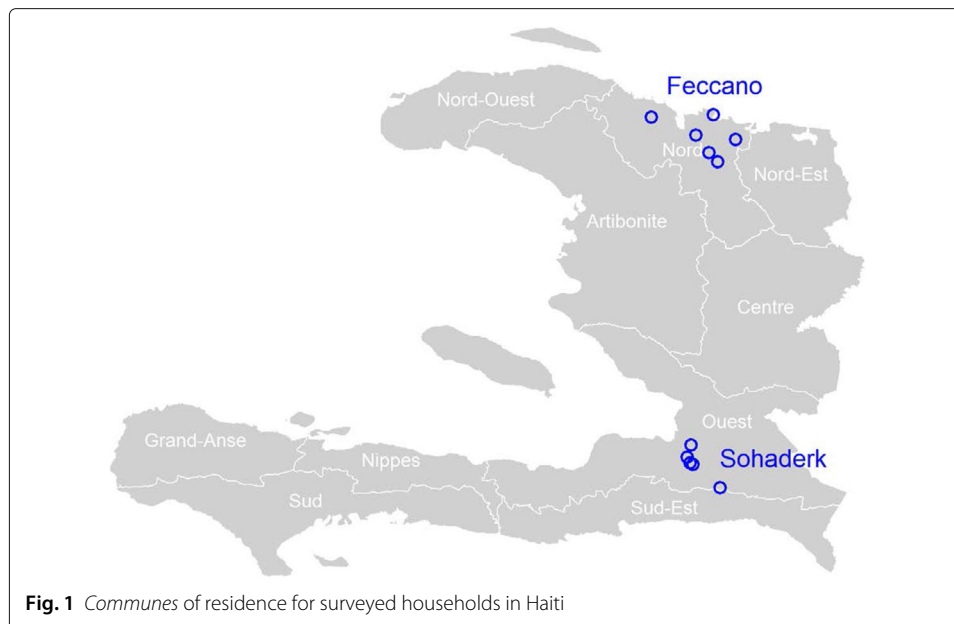 Feccano
Nord-Ouest
Nord
Nord-Est
Artibonite
Centre
Ouest
Grand-Anse
Nippes
Sohaderk
Sud
Sud-Est
Fig. 1 Communes of residence for surveyed households in Haiti